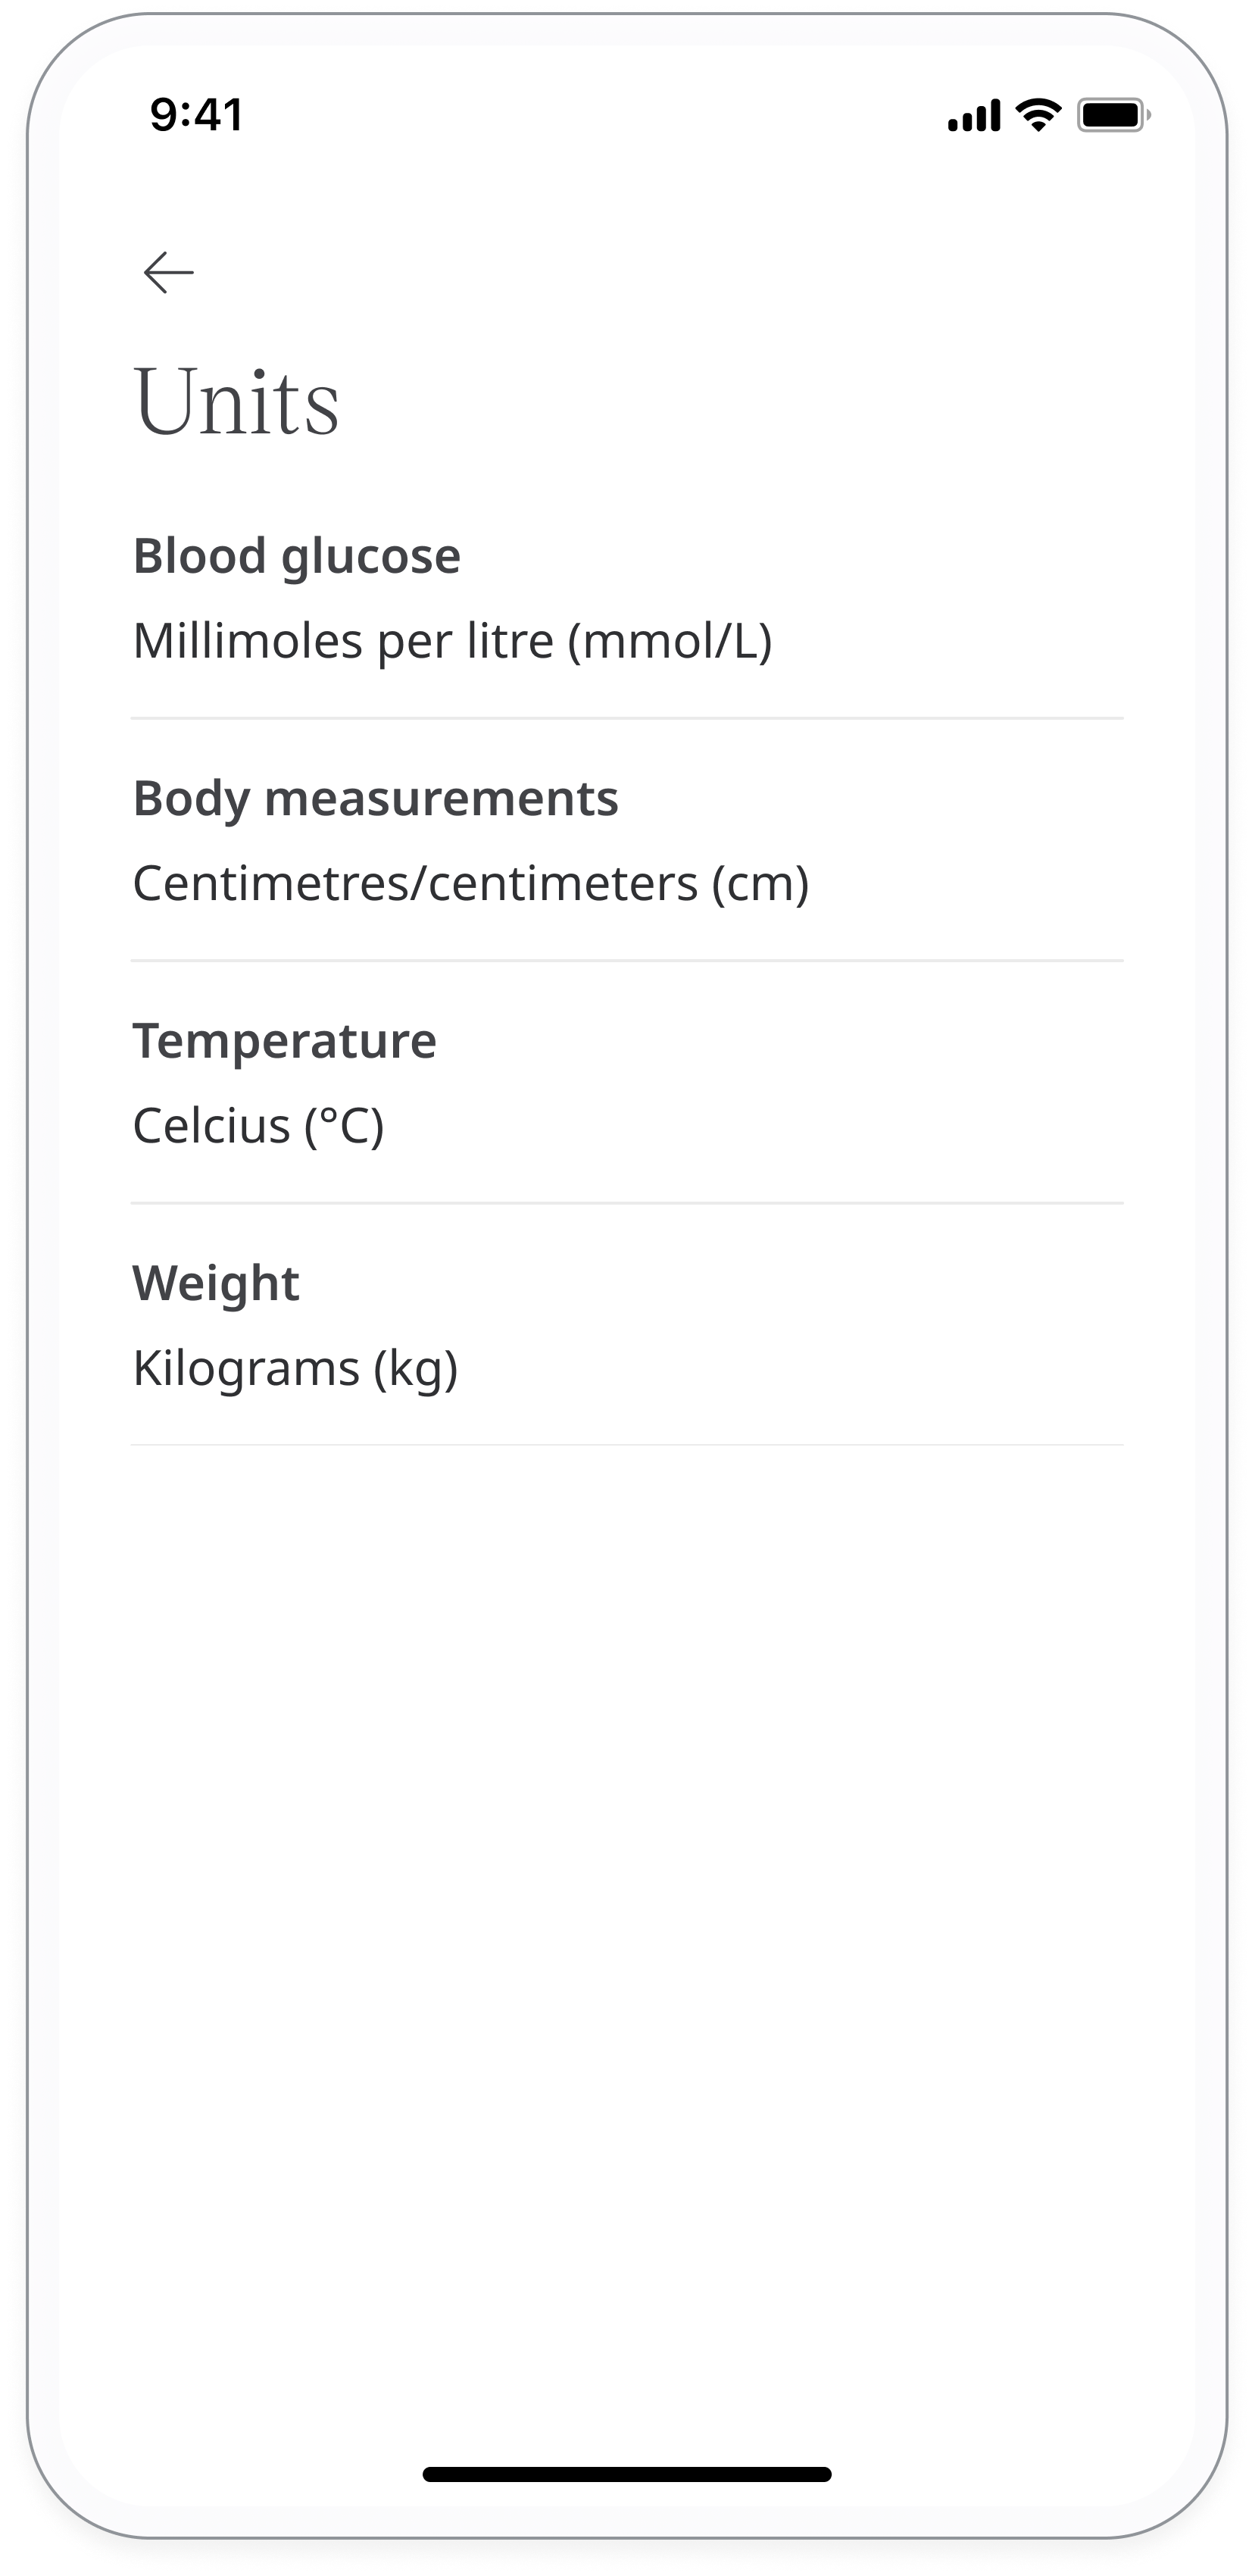 9:41
Units
Blood glucose
Millimoles per litre (mmol/L)
Body measurements
Centimetres/centimeters (cm)
Temperature
Celcius (°C)
Weight
Kilograms (kg)